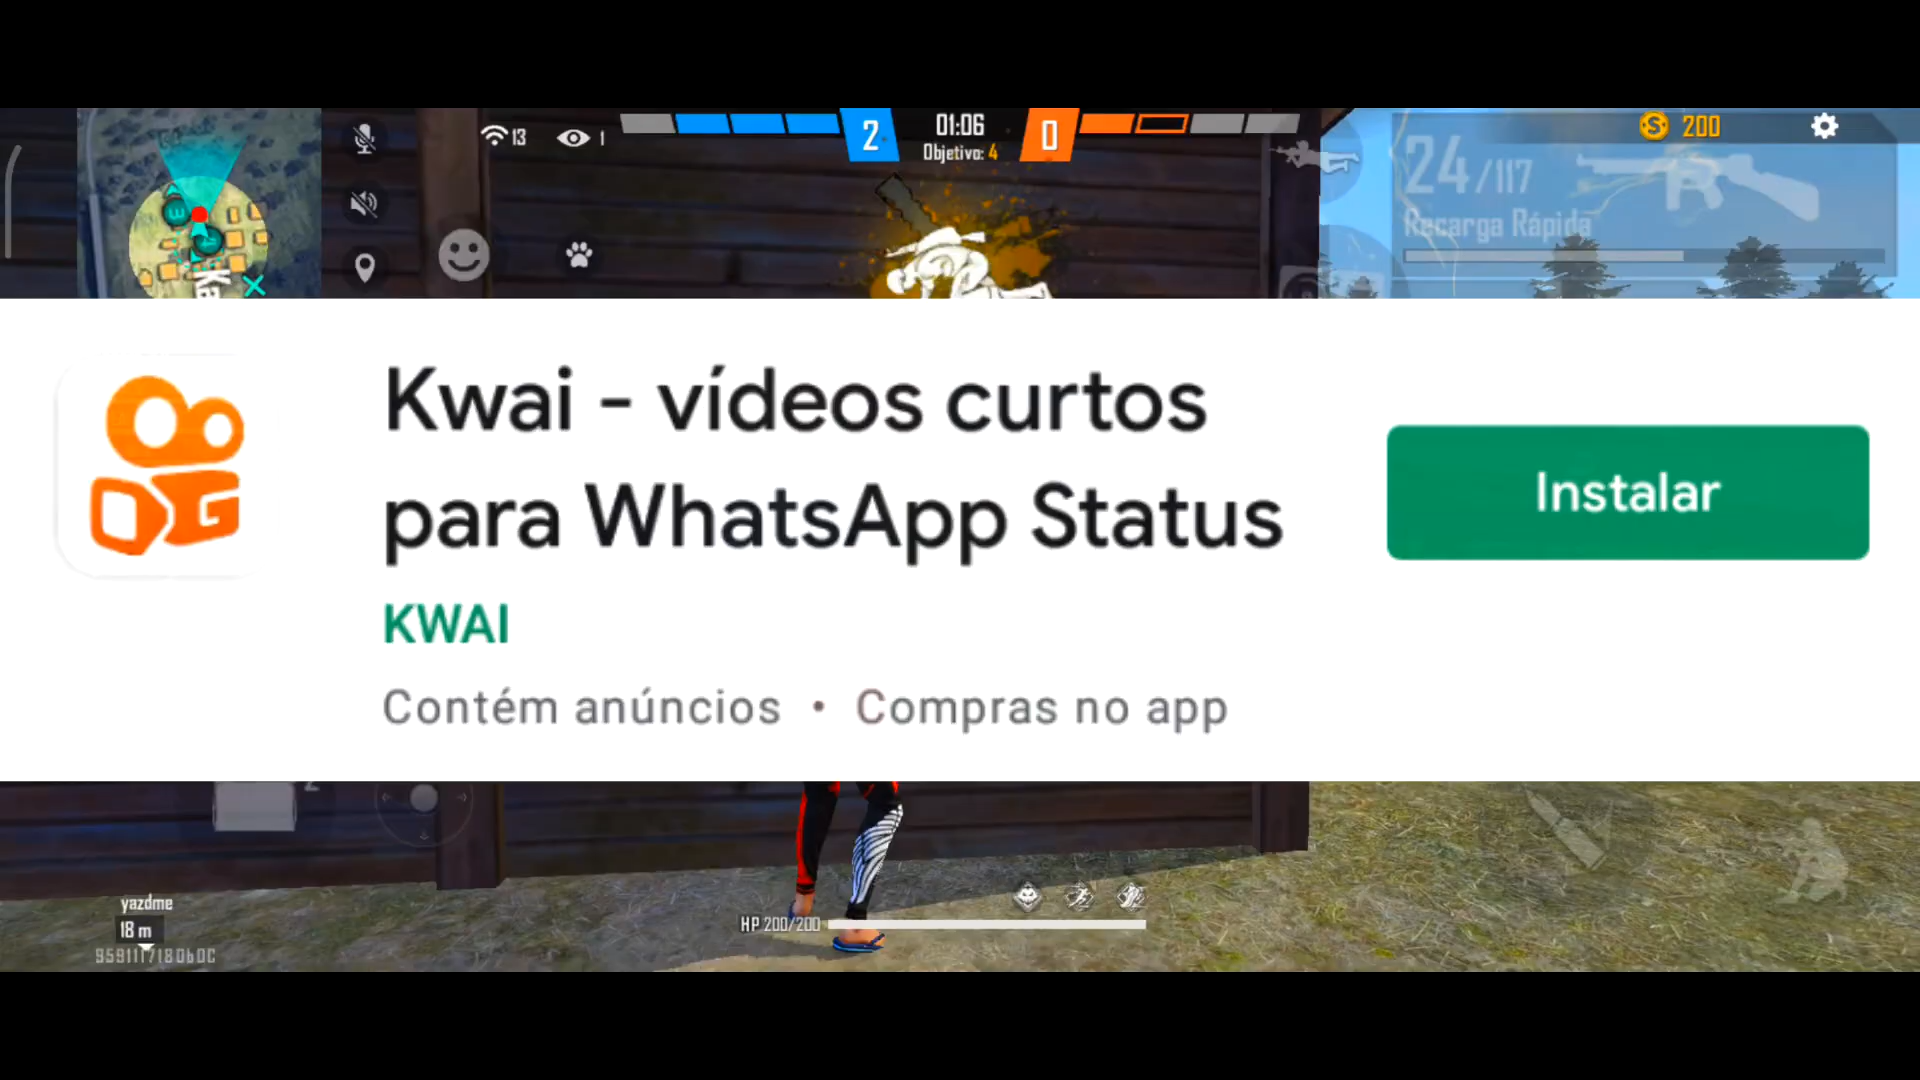 13
1
2
01:06
Objetivo: 4
0
200
24/117
Recarga Rápida
Kwai - vídeos curtos
para WhatsApp Status
Instalar
KWAI
Contém anúncios • Compras no app
yazdme
18 m
HP 200/200